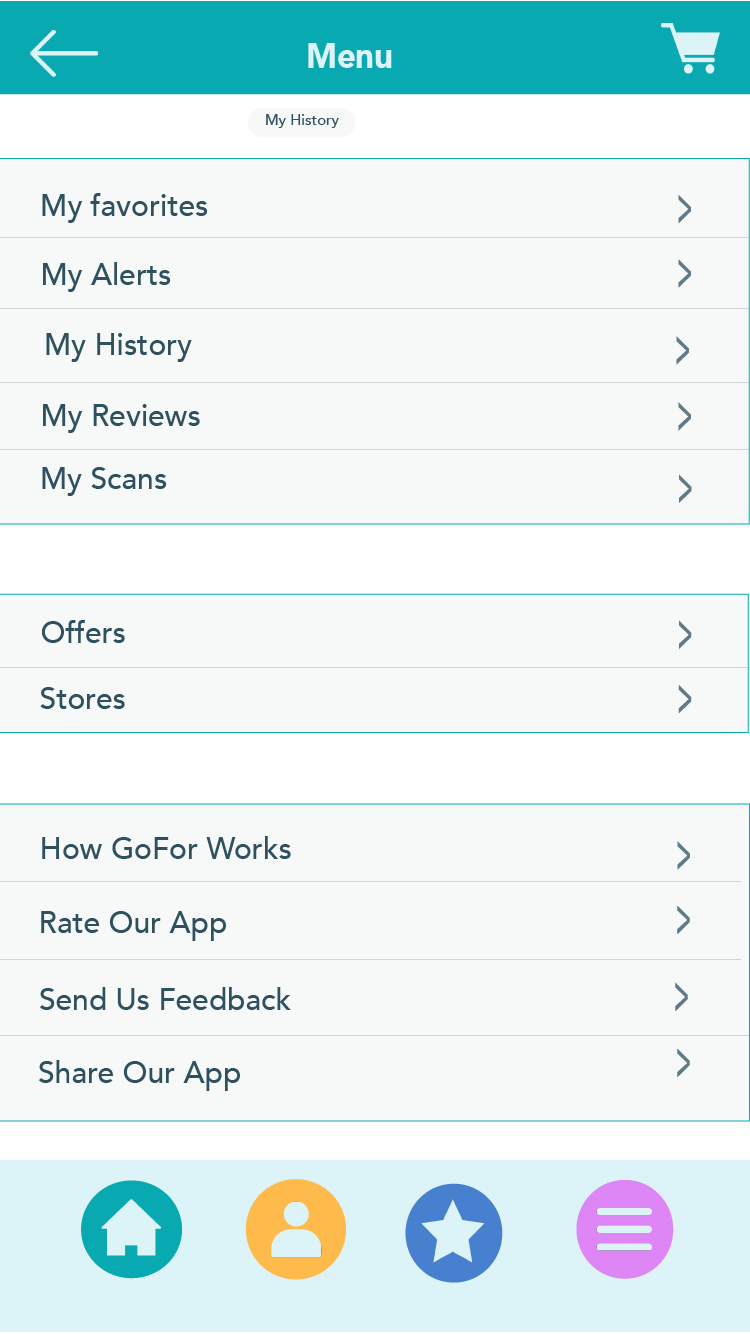 Menu
My History
My favorites
My Alerts
My History
My Reviews
My Scans
Offers
Stores
How GoFor Works
Rate Our App
Send Us Feedback
Share Our App